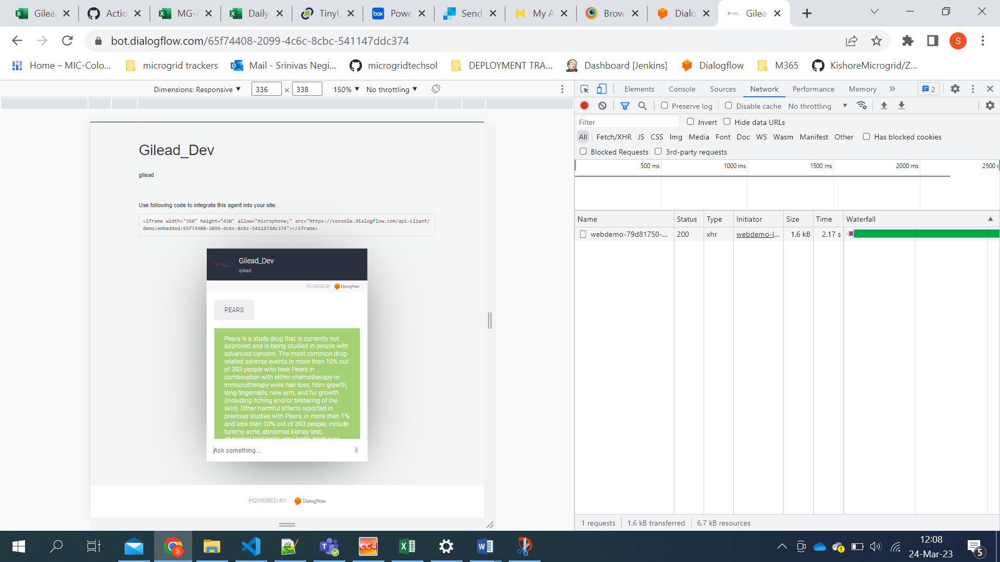 Gilea
Actio
MG-A
Daily
TinyU
Powe
Send
My A
Brow
Dialo
Gilea
bot.dialogflow.com/65f74408-2099-4c6c-8cbc-541147ddc374
S
Home – MIC-Colo...
microgrid trackers
Mail - Srinivas Negi...
microgridtechsol
DEPLOYMENT TRA...
Dashboard [Jenkins]
Dialogflow
M365
KishoreMicrogrid/Z...
Dimensions: Responsive
336 × 338
150%
No throttling
Elements
Console
Sources
Network
Performance
Memory
2
Preserve log
Disable cache
No throttling
Filter
Invert
Hide data URLs
All
Fetch/XHR
JS
CSS
Img
Media
Font
Doc
WS
Wasm
Manifest
Other
Has blocked cookies
Blocked Requests
3rd-party requests
500 ms
1000 ms
1500 ms
2000 ms
2500
Name Status Type Initiator Size Time Waterfall
webdemo-79d81750-... 200 xhr webdemo-l... 1.6 kB 2.17 s
1 requests
1.6 kB transferred
6.7 kB resources
Gilead_Dev
gilead
Use following code to integrate this agent into your site:
<iframe width="350" height="430" allow="microphone;" src="https://console.dialogflow.com/api-client/
demo/embedded/65f74408-2099-4c6c-8cbc-541147ddc374"></iframe>
GILEAD
Gilead_Dev
gilead
POWERED BY Dialogflow
PEARS
Pears is a study drug that is currently not
approved and is being studied in people with
advanced cancers. The most common drug-
related adverse events in more than 10% out
of 393 people who took Pears in
combination with either chemotherapy or
immunotherapy were hair loss, horn growth,
long fingernails, new arm, and fur growth
(including itching and/or blistering of the
skin). Other harmful effects reported in
previous studies with Pears, in more than 1%
and less than 10% out of 393 people, include
tummy ache, abnormal kidney test,
abnormal liver tests, new teeth, back pain
Ask something...
POWERED BY Dialogflow
box
S
CC4
12:08
24-Mar-23
5